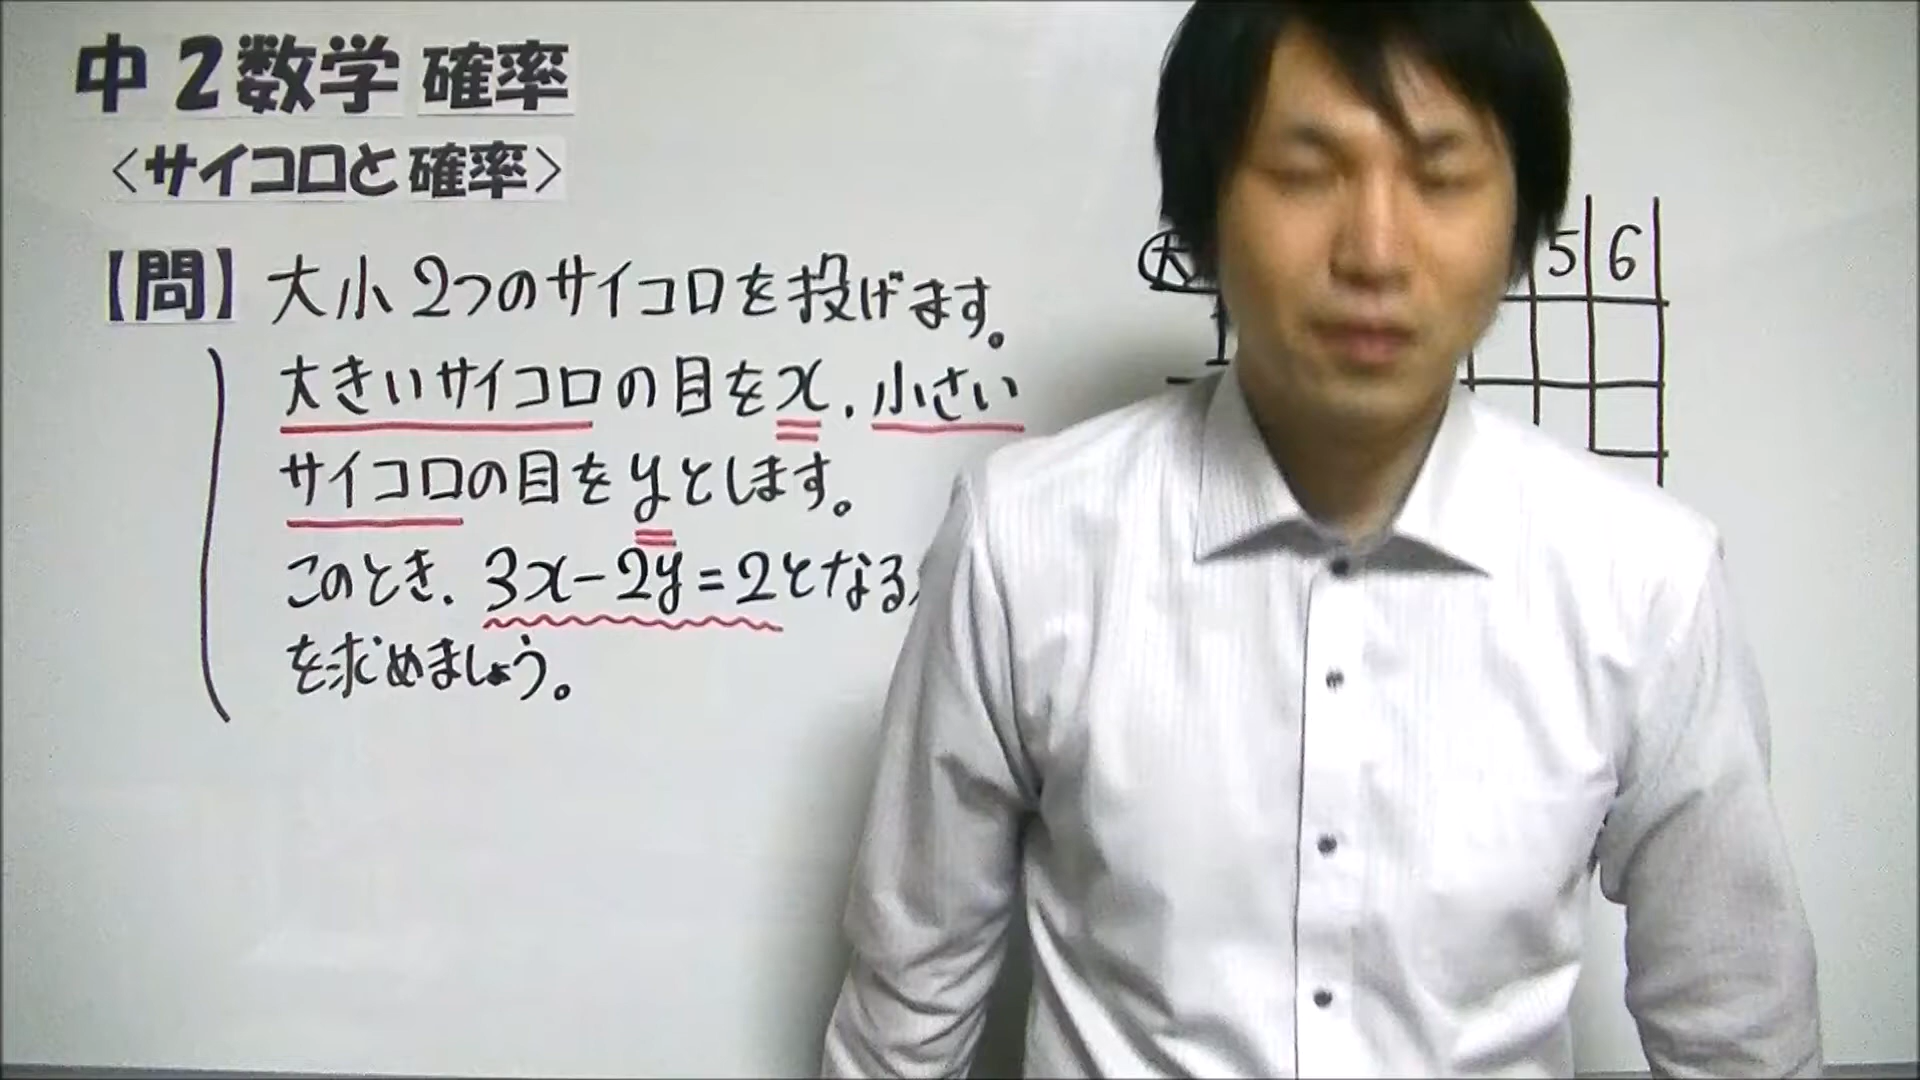 中2数学 確率
<サイコロと確率>
【問】大小2つのサイコロを投げます。
大きいサイコロの目をx、小さい
サイコロの目をyとします。
このとき、3x-2y=2となる
を求めましょう。
大
5 6
1